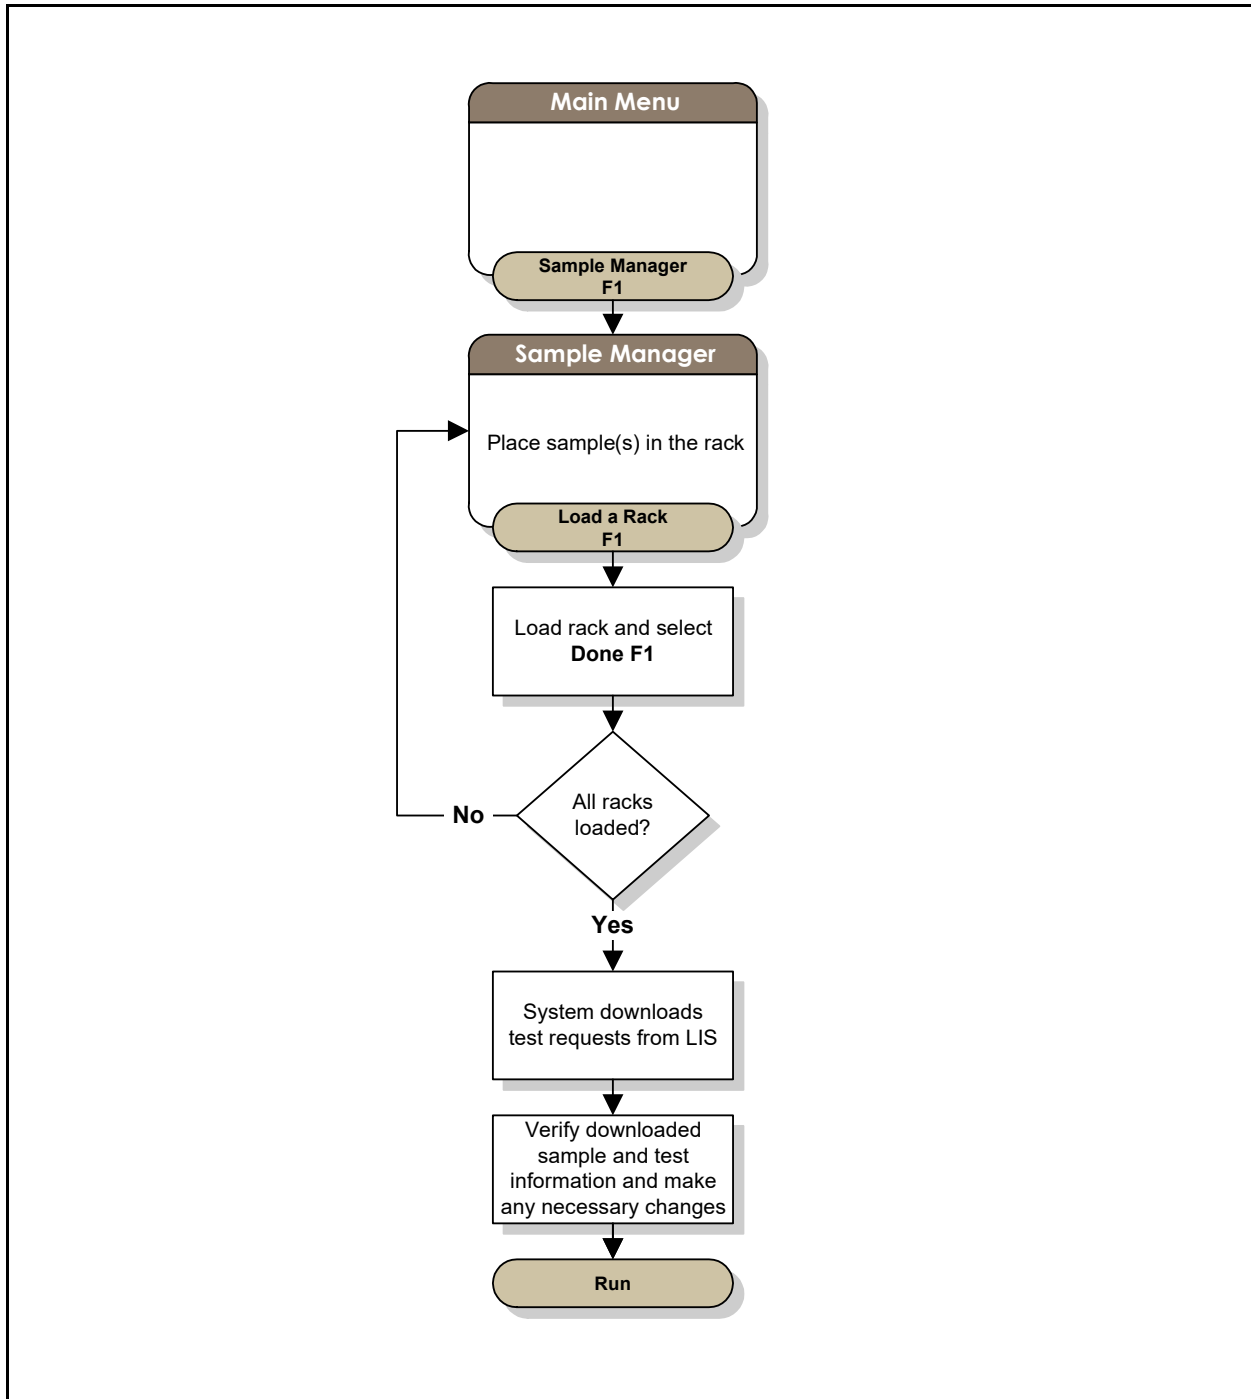 Main Menu
Sample Manager
F1
Sample Manager
Place sample(s) in the rack
Load a Rack
F1
Load rack and select
Done F1
All racks
loaded?
No
Yes
System downloads
test requests from LIS
Verify downloaded
sample and test
information and make
any necessary changes
Run